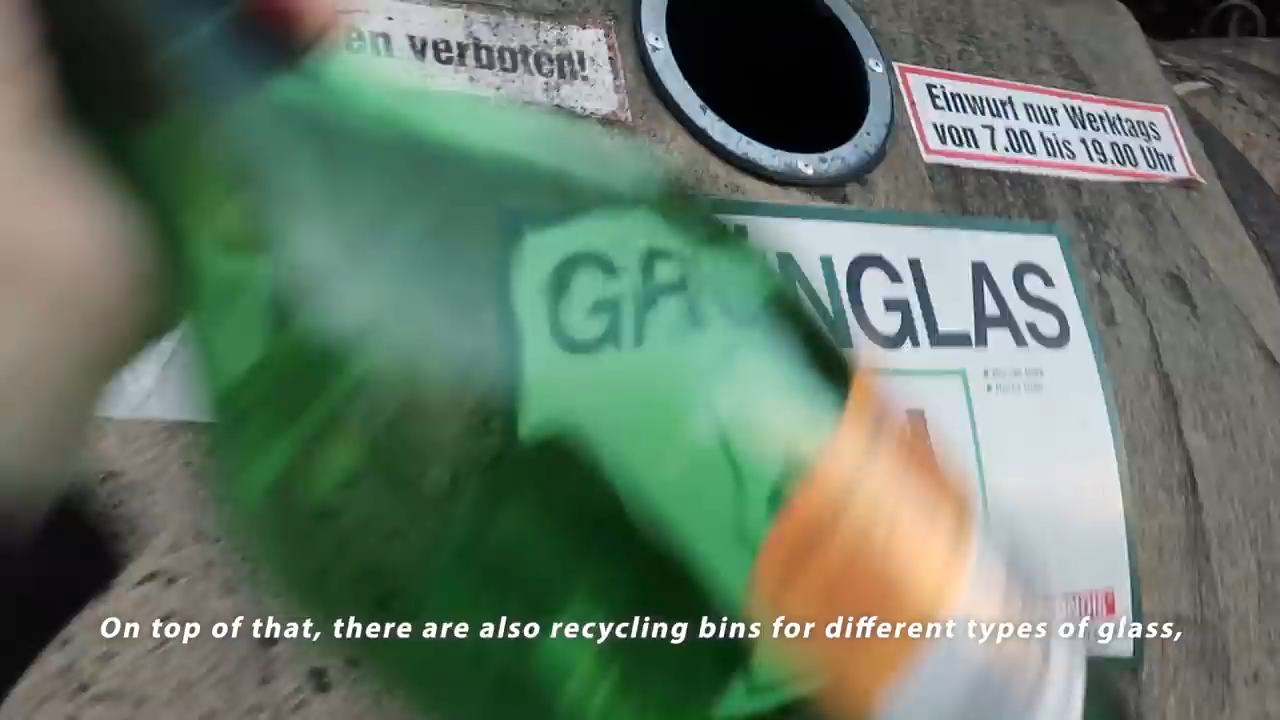 en verboten!
Einwurf nur Werktags
von 7.00 bis 19.00 Uhr
GRÜNGLAS
On top of that, there are also recycling bins for different types of glass,